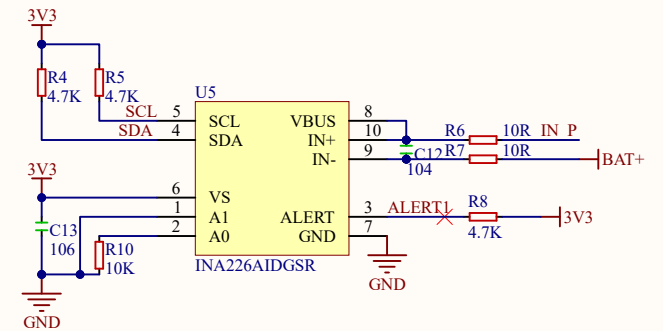 3V3
R4
4.7K
R5
4.7K
SCL
SDA
U5
5
4
SCL
SDA
VBUS
IN+
IN-
8
10
9
C12
104
R6
10R
IN_P
R7
10R
BAT+
3V3
C13
106
6
1
2
VS
A1
A0
R10
10K
ALERT
GND
3
7
ALERT1
R8
4.7K
3V3
INA226AIDGSR
GND
GND